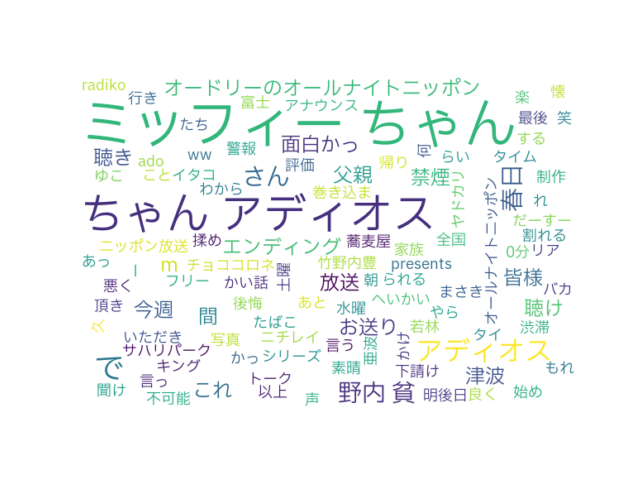 radiko
オードリーのオールナイトニッポン
行き
富士
アナウンス
楽
懐
ミッフィー ちゃん
たち
最後
笑
聴き
ado
ww
警報
面白かっ
何
する
ゆこ
こと
イタコ
さん
評価
父親
帰り
禁煙
らい
タイム
制作
わから
巻き込ま
ヤドカリ
オールナイトニッポン
春日
れ
ちゃん アディオス
だーすー
ニッポン放送
揉め
エンディング
蕎麦屋
家族
全国
0分
割れる
リア
あっ
l
m
チョココロネ
土曜
竹野内豊
presents
悪く
フリー
かい話
放送
朝
られる
皆様
バカ
頂き
今週
間
後悔
あと
水曜
へいかい
まさき
聴け
久
たばこ
お送り
若林
やら
タイ
渋滞
いただき
写真
ニチレイ
言う
亜波
かけ
アディオス
で
サハリパーク
かっ
シリーズ
素晴
下請け
津波
もれ
キング
トーク
聞け
言っ
これ
以上
野内 貧
明後日
良く
始め
不可能
声